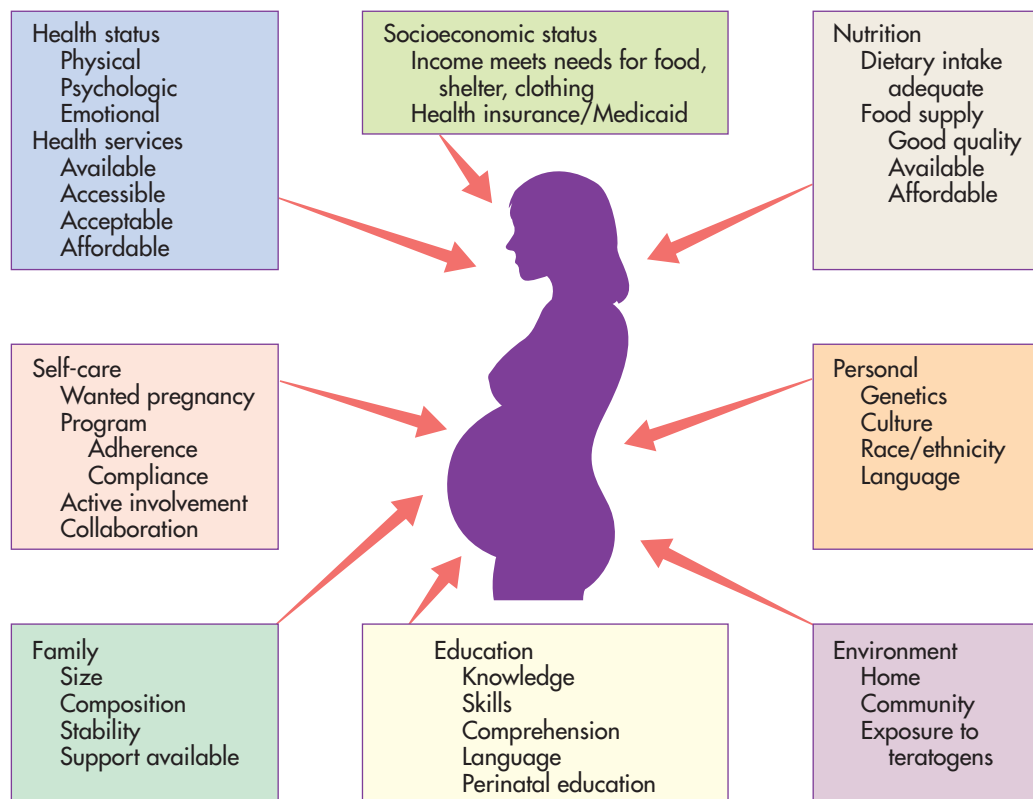 Health status
Physical
Psychologic
Emotional
Health services
Available
Accessible
Acceptable
Affordable
Socioeconomic status
Income meets needs for food,
shelter, clothing
Health insurance/Medicaid
Nutrition
Dietary intake
adequate
Food supply
Good quality
Available
Affordable
Self-care
Wanted pregnancy
Program
Adherence
Compliance
Active involvement
Collaboration
Personal
Genetics
Culture
Race/ethnicity
Language
Family
Size
Composition
Stability
Support available
Education
Knowledge
Skills
Comprehension
Language
Perinatal education
Environment
Home
Community
Exposure to
teratogens